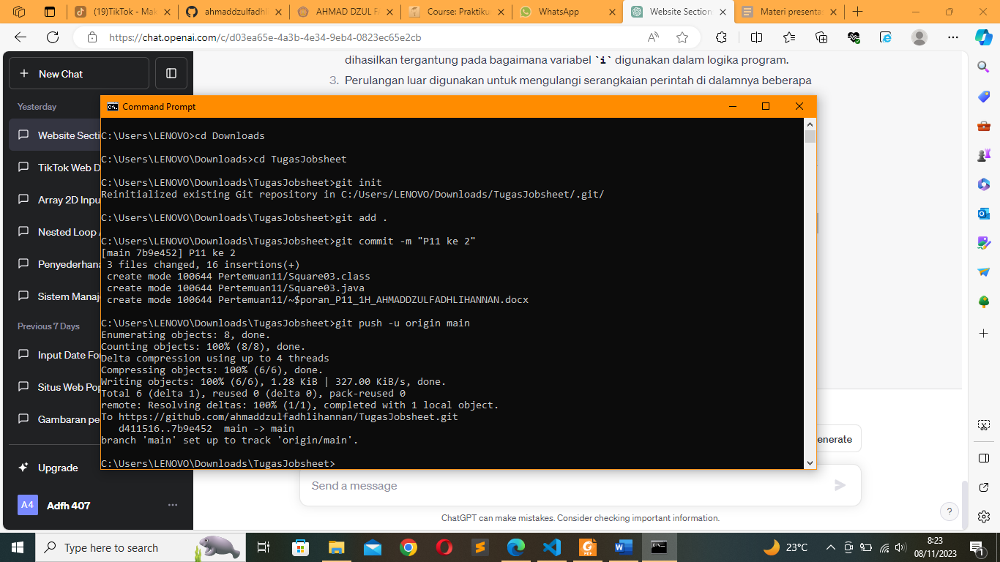 (19)TikTok - Mak
ahmaddzulfadhl
AHMAD DZUL FA
Course: Praktiku
WhatsApp
Website Section
Materi presentas
https://chat.openai.com/c/d03ea65e-4a3b-4e34-9eb4-0823ec65e2cb
New Chat
Yesterday
Website Secti
TikTok Web D
Array 2D Inpu
Nested Loop
Penyederhana
Sistem Manaj
Previous 7 Days
Input Date Fo
Situs Web Pop
Gambaran pe
Upgrade
A4 Adfh 407
dihasilkan tergantung pada bagaimana variabel `i` digunakan dalam logika program.
3. Perulangan luar digunakan untuk mengulangi serangkaian perintah di dalamnya beberapa
Command Prompt
C:\Users\LENOVO>cd Downloads
C:\Users\LENOVO\Downloads>cd TugasJobsheet
C:\Users\LENOVO\Downloads\TugasJobsheet>git init
Reinitialized existing Git repository in C:/Users/LENOVO/Downloads/TugasJobsheet/.git/
C:\Users\LENOVO\Downloads\TugasJobsheet>git add .
C:\Users\LENOVO\Downloads\TugasJobsheet>git commit -m "P11 ke 2"
[main 7b9e452] P11 ke 2
3 files changed, 16 insertions(+)
create mode 100644 Pertemuan11/Square03.class
create mode 100644 Pertemuan11/Square03.java
create mode 100644 Pertemuan11/~$poran_P11_1H_AHMADDZULFADHLIHANNAN.docx
C:\Users\LENOVO\Downloads\TugasJobsheet>git push -u origin main
Enumerating objects: 8, done.
Counting objects: 100% (8/8), done.
Delta compression using up to 4 threads
Compressing objects: 100% (6/6), done.
Writing objects: 100% (6/6), 1.28 KiB | 327.00 KiB/s, done.
Total 6 (delta 1), reused 0 (delta 0), pack-reused 0
remote: Resolving deltas: 100% (1/1), completed with 1 local object.
To https://github.com/ahmaddzulfadhlihannan/TugasJobsheet.git
d411516..7b9e452  main -> main
branch 'main' set up to track 'origin/main'.
C:\Users\LENOVO\Downloads\TugasJobsheet>
enerate
Send a message
ChatGPT can make mistakes. Consider checking important information.
?
Type here to search
23°C
8:23
08/11/2023
1